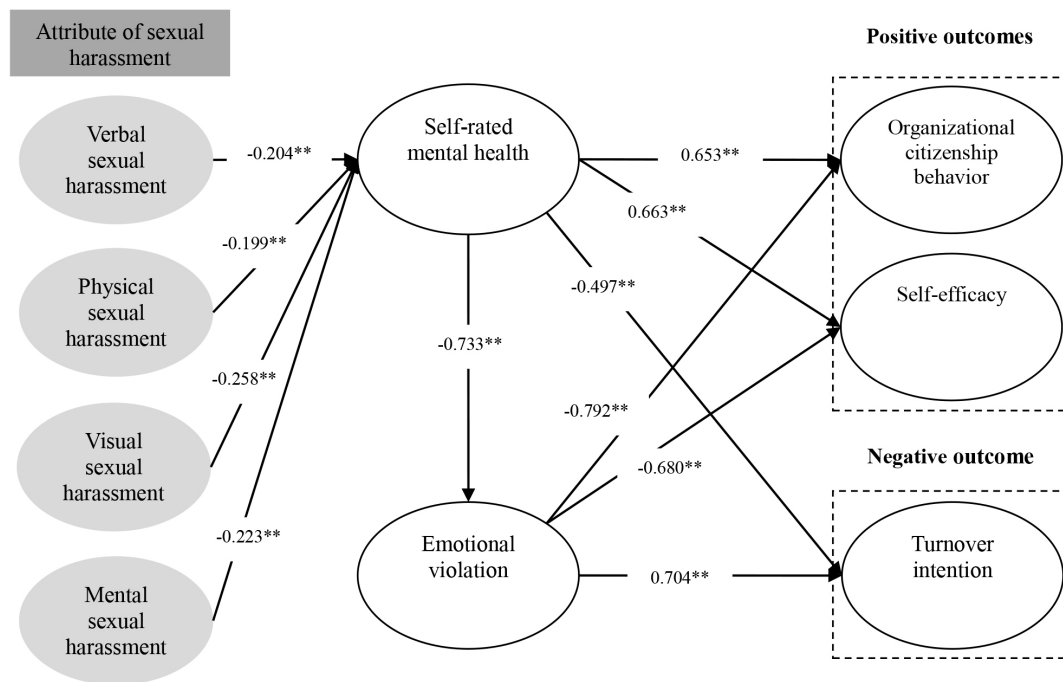 Attribute of sexual
harassment
Verbal
sexual
harassment
Physical
sexual
harassment
Visual
sexual
harassment
Mental
sexual
harassment
-0.204**
-0.199**
-0.258**
-0.223**
Self-rated
mental health
-0.733**
Emotional
violation
0.653**
0.663**
-0.497**
-0.792**
-0.680**
0.704**
Positive outcomes
Organizational
citizenship
behavior
Self-efficacy
Negative outcome
Turnover
intention